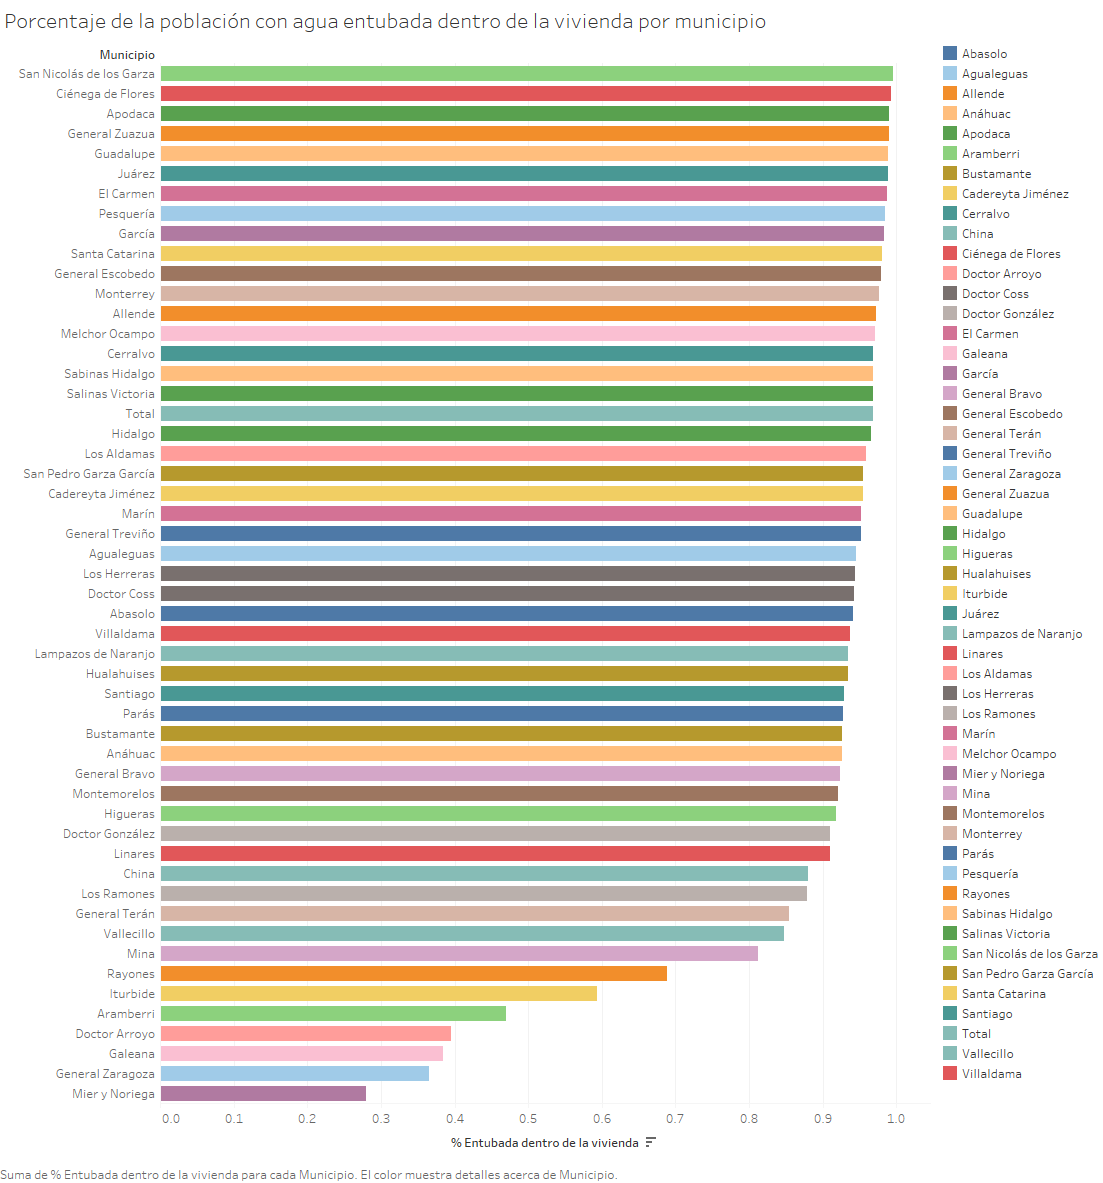 Porcentaje de la población con agua entubada dentro de la vivienda por municipio
Municipio
San Nicolás de los Garza
Ciénega de Flores
Apodaca
General Zuazua
Guadalupe
Juárez
El Carmen
Pesquería
García
Santa Catarina
General Escobedo
Monterrey
Allende
Melchor Ocampo
Cerralvo
Sabinas Hidalgo
Salinas Victoria
Total
Hidalgo
Los Aldamas
San Pedro Garza García
Cadereyta Jiménez
Marín
General Treviño
Agualeguas
Los Herreras
Doctor Coss
Abasolo
Villaldama
Lampazos de Naranjo
Hualahuises
Santiago
Parás
Bustamante
Anáhuac
General Bravo
Montemorelos
Higueras
Doctor González
Linares
China
Los Ramones
General Terán
Vallecillo
Mina
Rayones
Iturbide
Aramberri
Doctor Arroyo
Galeana
General Zaragoza
Mier y Noriega
0.0 0.1 0.2 0.3 0.4 0.5 0.6 0.7 0.8 0.9 1.0
% Entubada dentro de la vivienda
Abasolo
Agualeguas
Allende
Anáhuac
Apodaca
Aramberri
Bustamante
Cadereyta Jiménez
Cerralvo
China
Ciénega de Flores
Doctor Arroyo
Doctor Coss
Doctor González
El Carmen
Galeana
García
General Bravo
General Escobedo
General Terán
General Treviño
General Zaragoza
General Zuazua
Guadalupe
Hidalgo
Higueras
Hualahuises
Iturbide
Juárez
Lampazos de Naranjo
Linares
Los Aldamas
Los Herreras
Los Ramones
Marín
Melchor Ocampo
Mier y Noriega
Mina
Montemorelos
Monterrey
Parás
Pesquería
Rayones
Sabinas Hidalgo
Salinas Victoria
San Nicolás de los Garza
San Pedro Garza García
Santa Catarina
Santiago
Total
Vallecillo
Villaldama
Suma de % Entubada dentro de la vivienda para cada Municipio. El color muestra detalles acerca de Municipio.